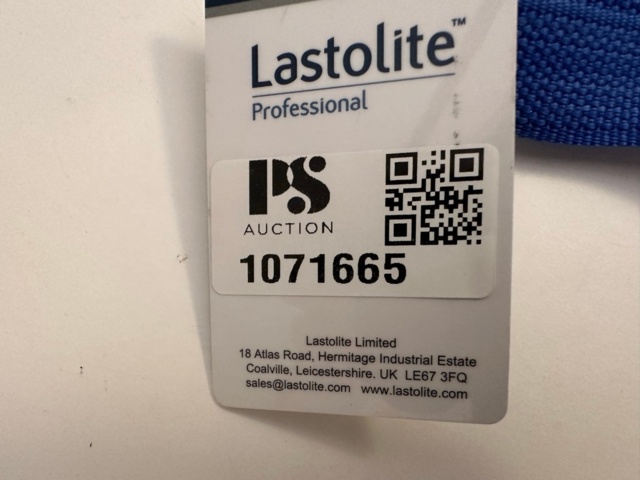 Lastolite™
Professional
PS
AUCTION
1071665
Lastolite Limited
18 Atlas Road, Hermitage Industrial Estate
Coalville, Leicestershire. UK LE67 3FQ
sales@lastolite.com www.lastolite.com